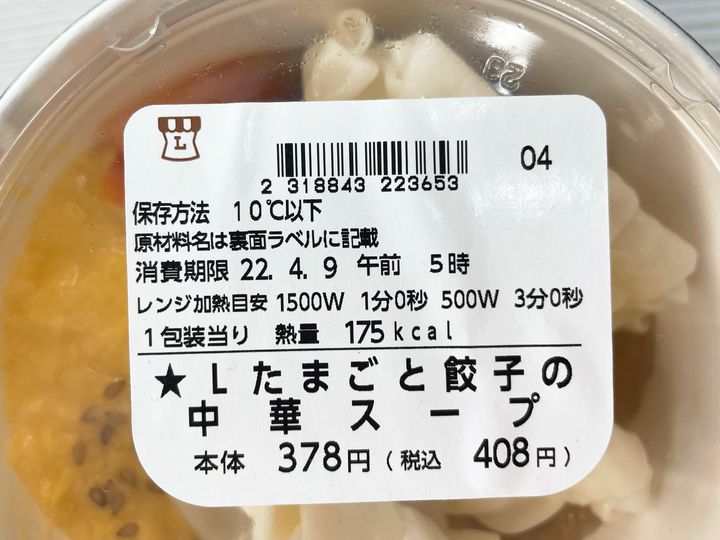 L
04
2 318843 223653
保存方法 10℃以下
原材料名は裏面ラベルに記載
消費期限 22. 4. 9 午前 5時
レンジ加熱目安 1500W 1分0秒 500W 3分0秒
1包装当り 熱量 175kcal
★Lたまごと餃子の
中華スープ
本体 378円(税込 408円)